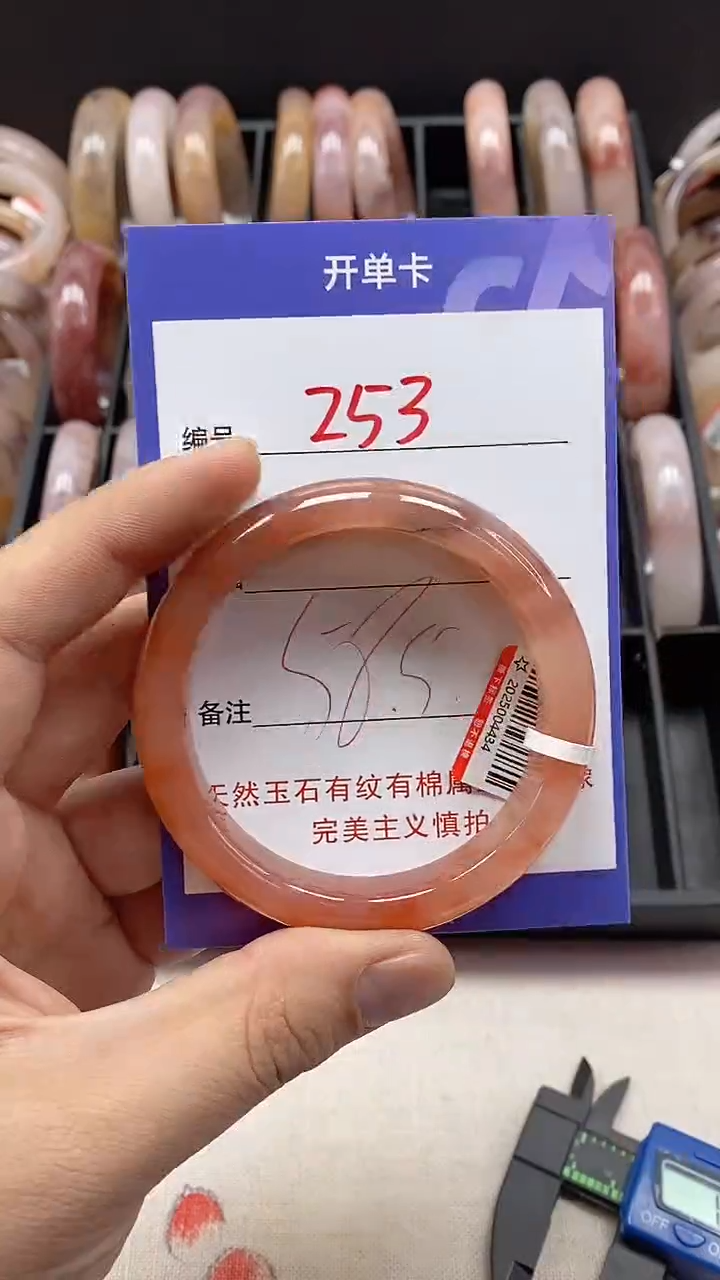 开单卡
编号 253
58.5
备注
☆ 2025004434
天然玉石有纹有棉属
完美主义慎拍
OFF